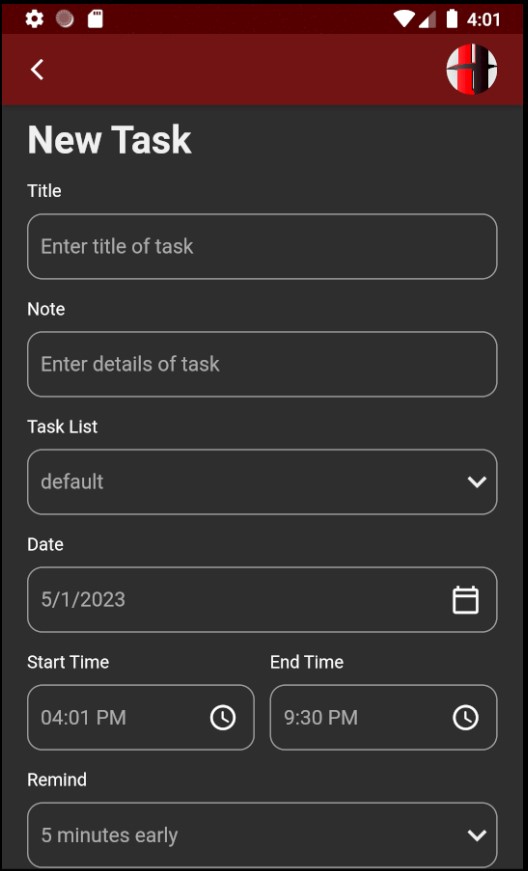 4:01
New Task
Title
Enter title of task
Note
Enter details of task
Task List
default
Date
5/1/2023
Start Time End Time
04:01 PM 9:30 PM
Remind
5 minutes early